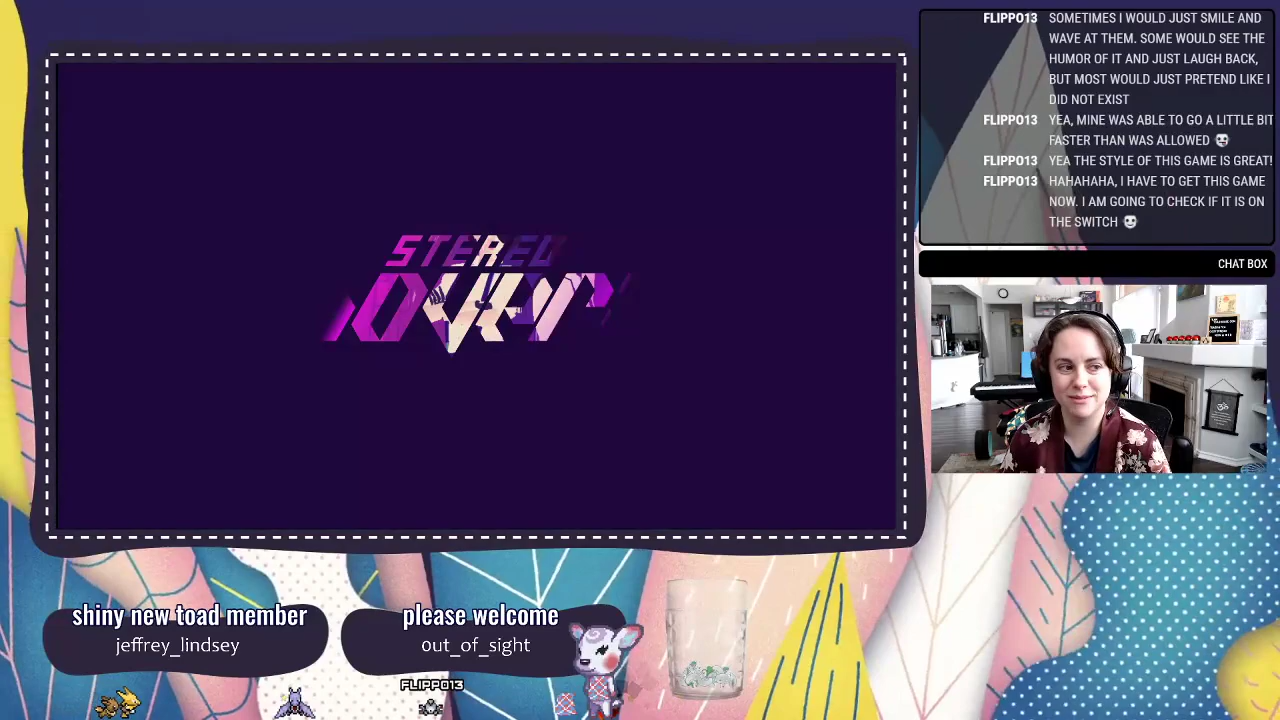 FLIPPO13 SOMETIMES I WOULD JUST SMILE AND
WAVE AT THEM. SOME WOULD SEE THE
HUMOR OF IT AND JUST LAUGH BACK,
BUT MOST WOULD JUST PRETEND LIKE I
DID NOT EXIST
FLIPPO13 YEA, MINE WAS ABLE TO GO A LITTLE BIT
FASTER THAN WAS ALLOWED
FLIPPO13 YEA THE STYLE OF THIS GAME IS GREAT!
FLIPPO13 HAHAHAHA, I HAVE TO GET THIS GAME
NOW. I AM GOING TO CHECK IF IT IS ON
THE SWITCH
CHAT BOX
STEREO
shiny new toad member
jeffrey_lindsey
please welcome
0ut_of_sight
FLIPPO13